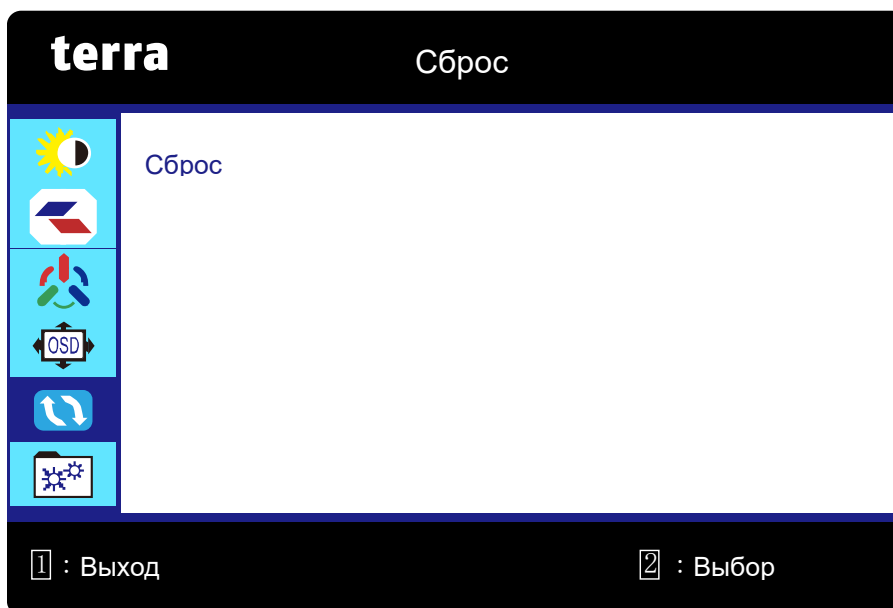 terra
Сброс
Сброс
OSD
1 : Выход
2 : Выбор